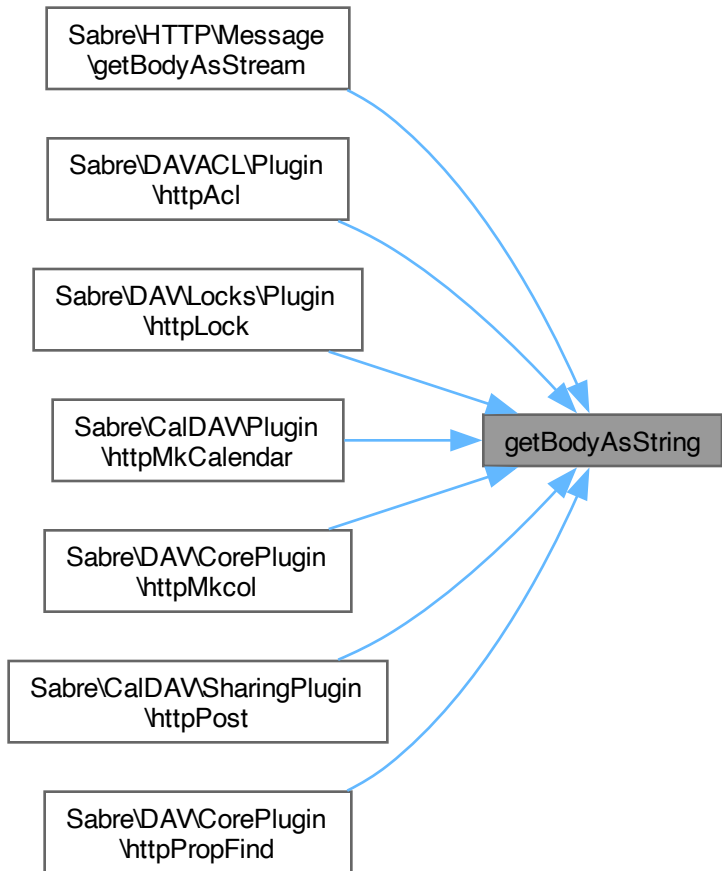 Sabre\HTTP\Message
\getBodyAsStream
Sabre\DAVACL\Plugin
\httpAcl
Sabre\DAV\Locks\Plugin
\httpLock
Sabre\CalDAV\Plugin
\httpMkCalendar
getBodyAsString
Sabre\DAV\CorePlugin
\httpMkcol
Sabre\CalDAV\SharingPlugin
\httpPost
Sabre\DAV\CorePlugin
\httpPropFind